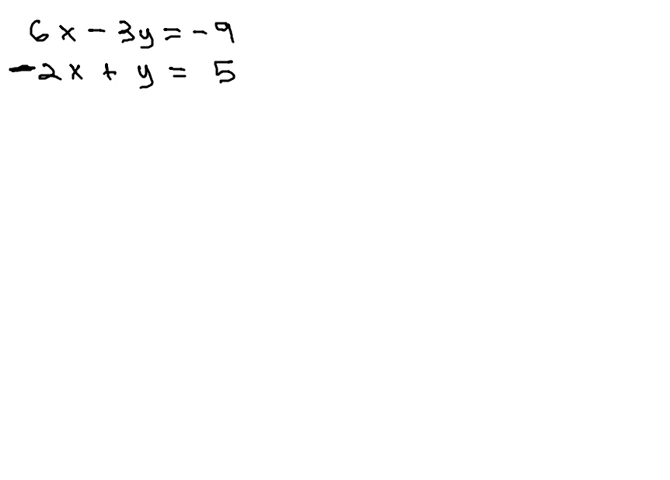 6x - 3y = -9
-2x + y = 5